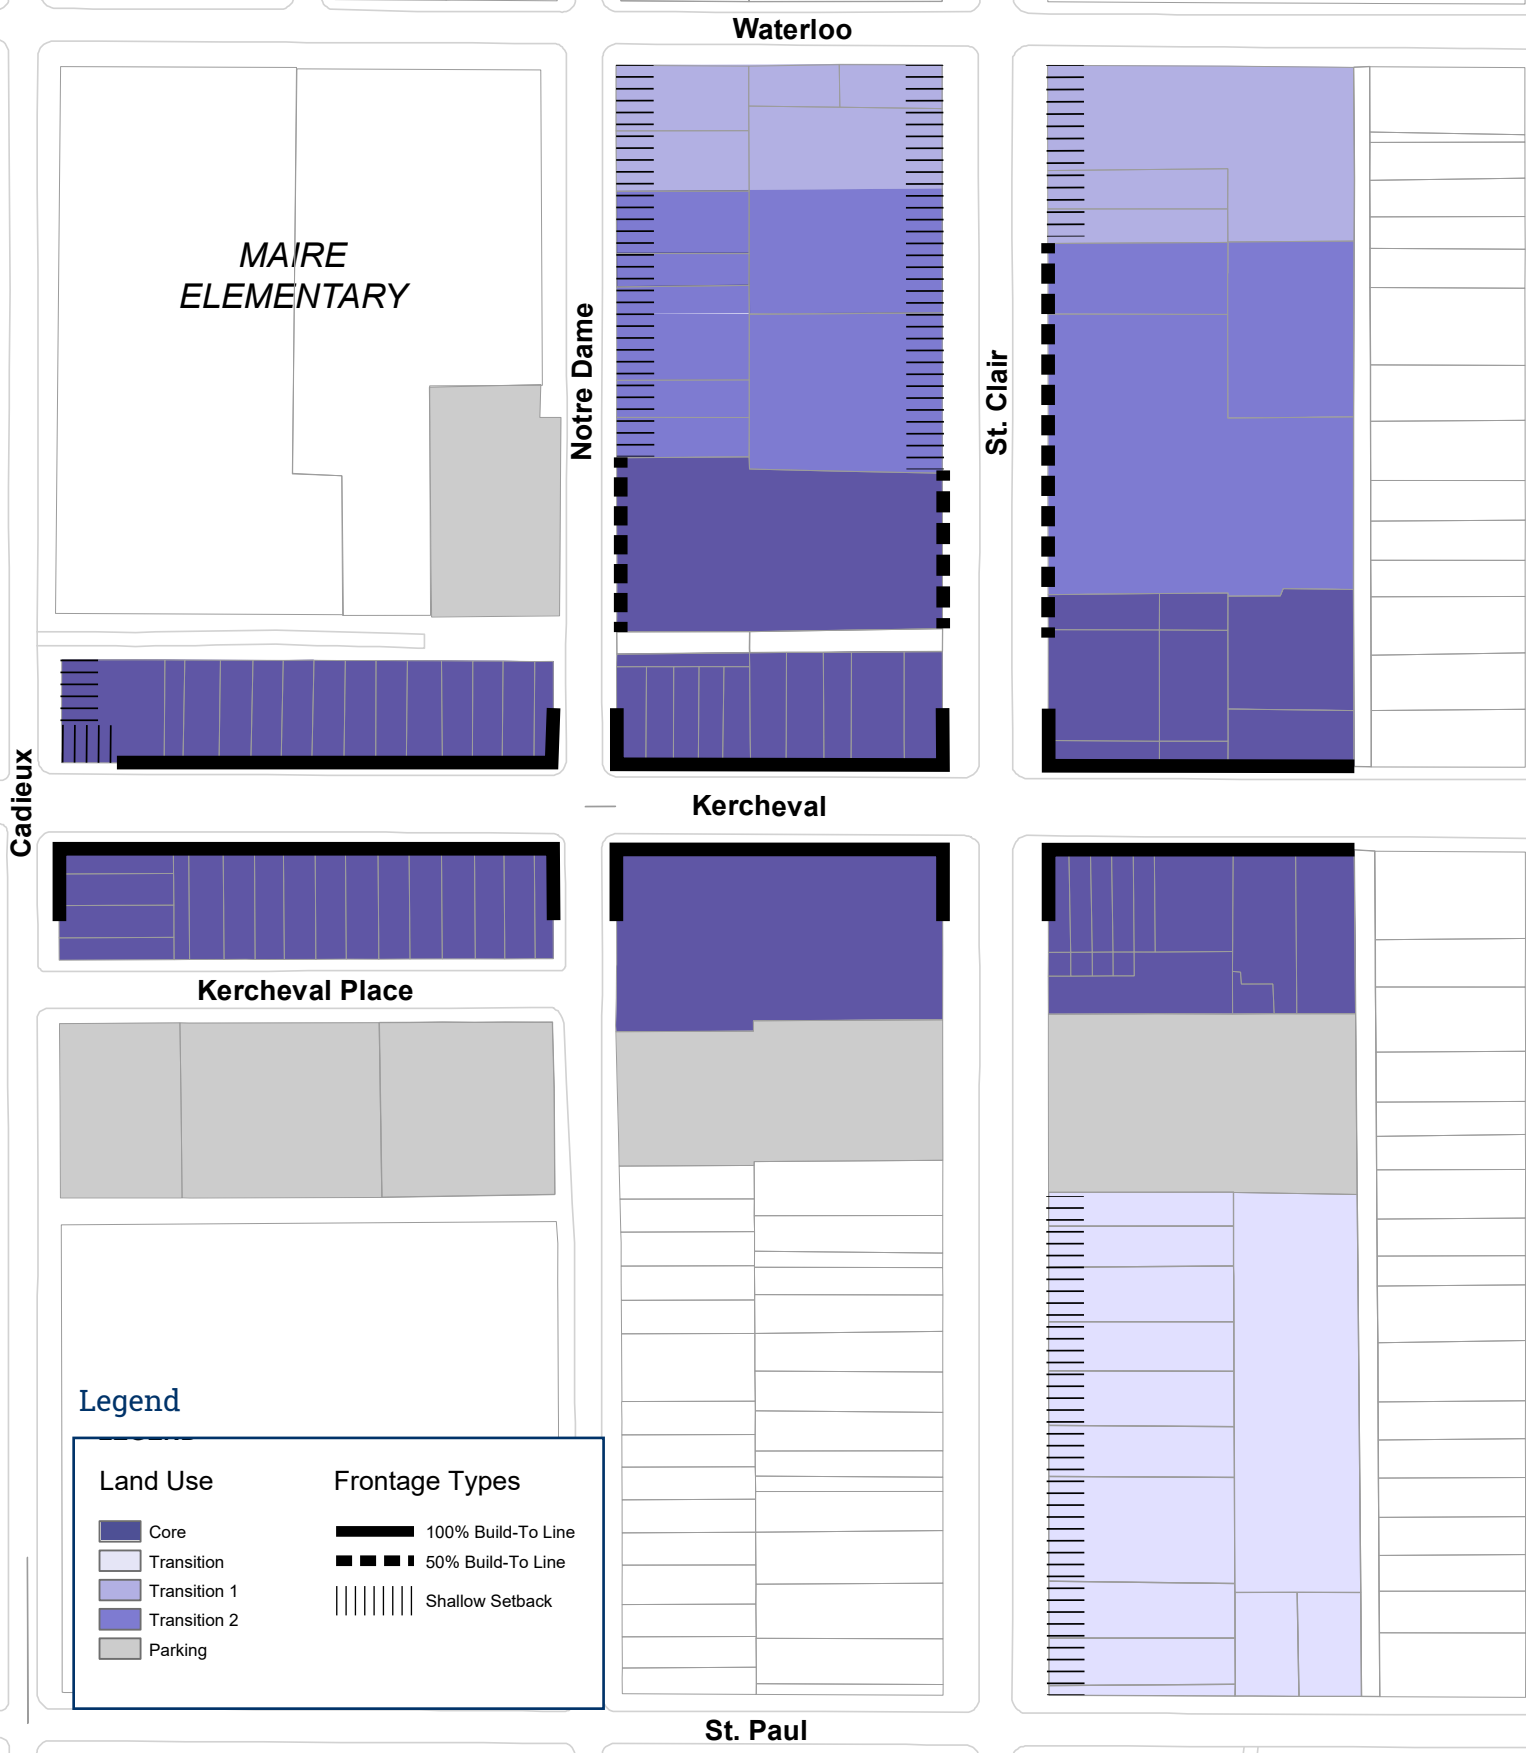 Waterloo
MAIRE
ELEMENTARY
Notre Dame
St. Clair
Cadieux
Kercheval
Kercheval Place
Legend
Land Use
Core
Transition
Transition 1
Transition 2
Parking
Frontage Types
100% Build-To Line
50% Build-To Line
Shallow Setback
St. Paul